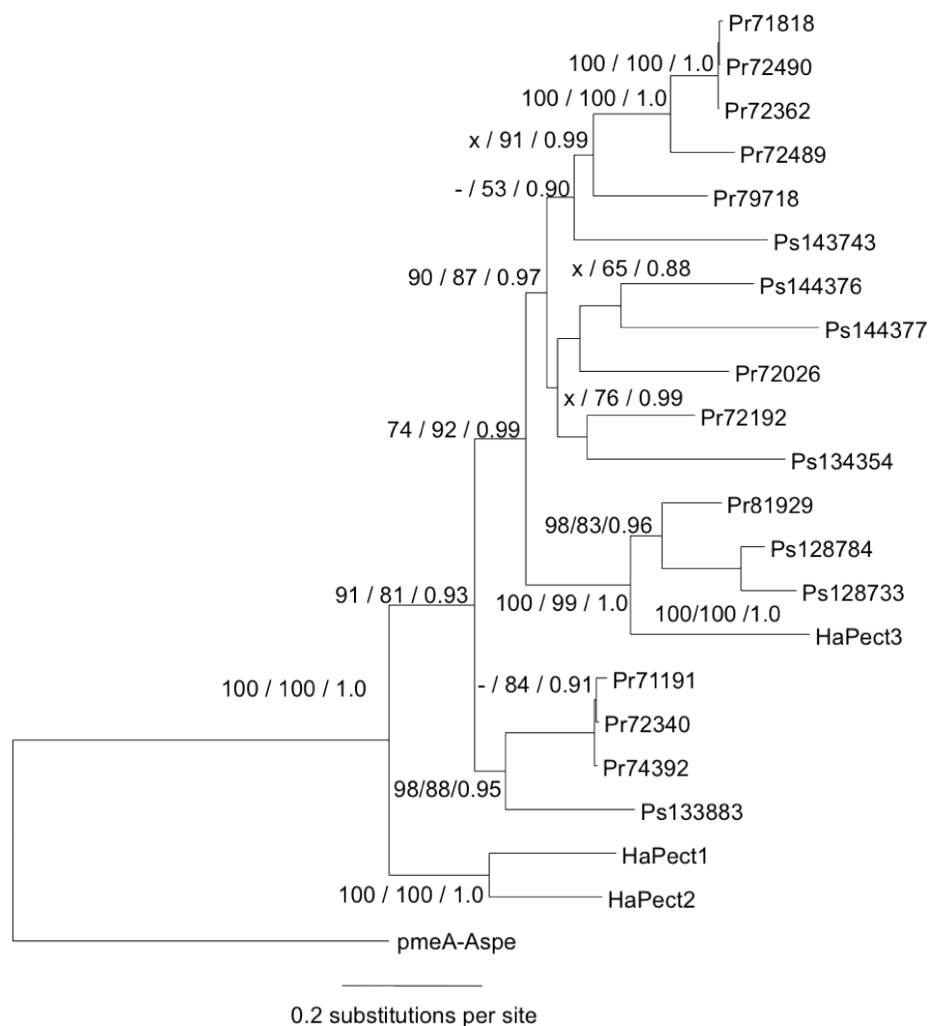 Pr71818
100 / 100 / 1.0
Pr72490
100 / 100 / 1.0
Pr72362
x / 91 / 0.99
Pr72489
- / 53 / 0.90
Pr79718
Ps143743
90 / 87 / 0.97
x / 65 / 0.88
Ps144376
Ps144377
Pr72026
x / 76 / 0.99
Pr72192
74 / 92 / 0.99
Ps134354
Pr81929
98/83/0.96
Ps128784
Ps128733
91 / 81 / 0.93
100 / 99 / 1.0
100/100 /1.0
HaPect3
100 / 100 / 1.0
- / 84 / 0.91
Pr71191
Pr72340
Pr74392
98/88/0.95
Ps133883
HaPect1
100 / 100 / 1.0
HaPect2
pmeA-Aspe
0.2 substitutions per site